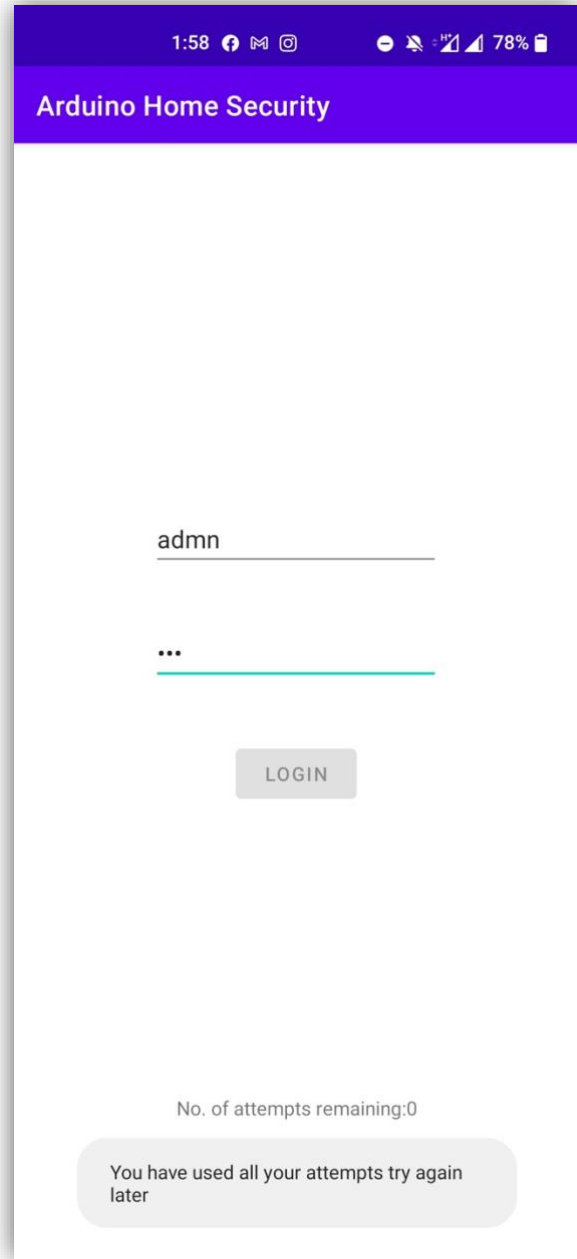 1:58 78%
Arduino Home Security
admn
•••
LOGIN
No. of attempts remaining:0
You have used all your attempts try again
later